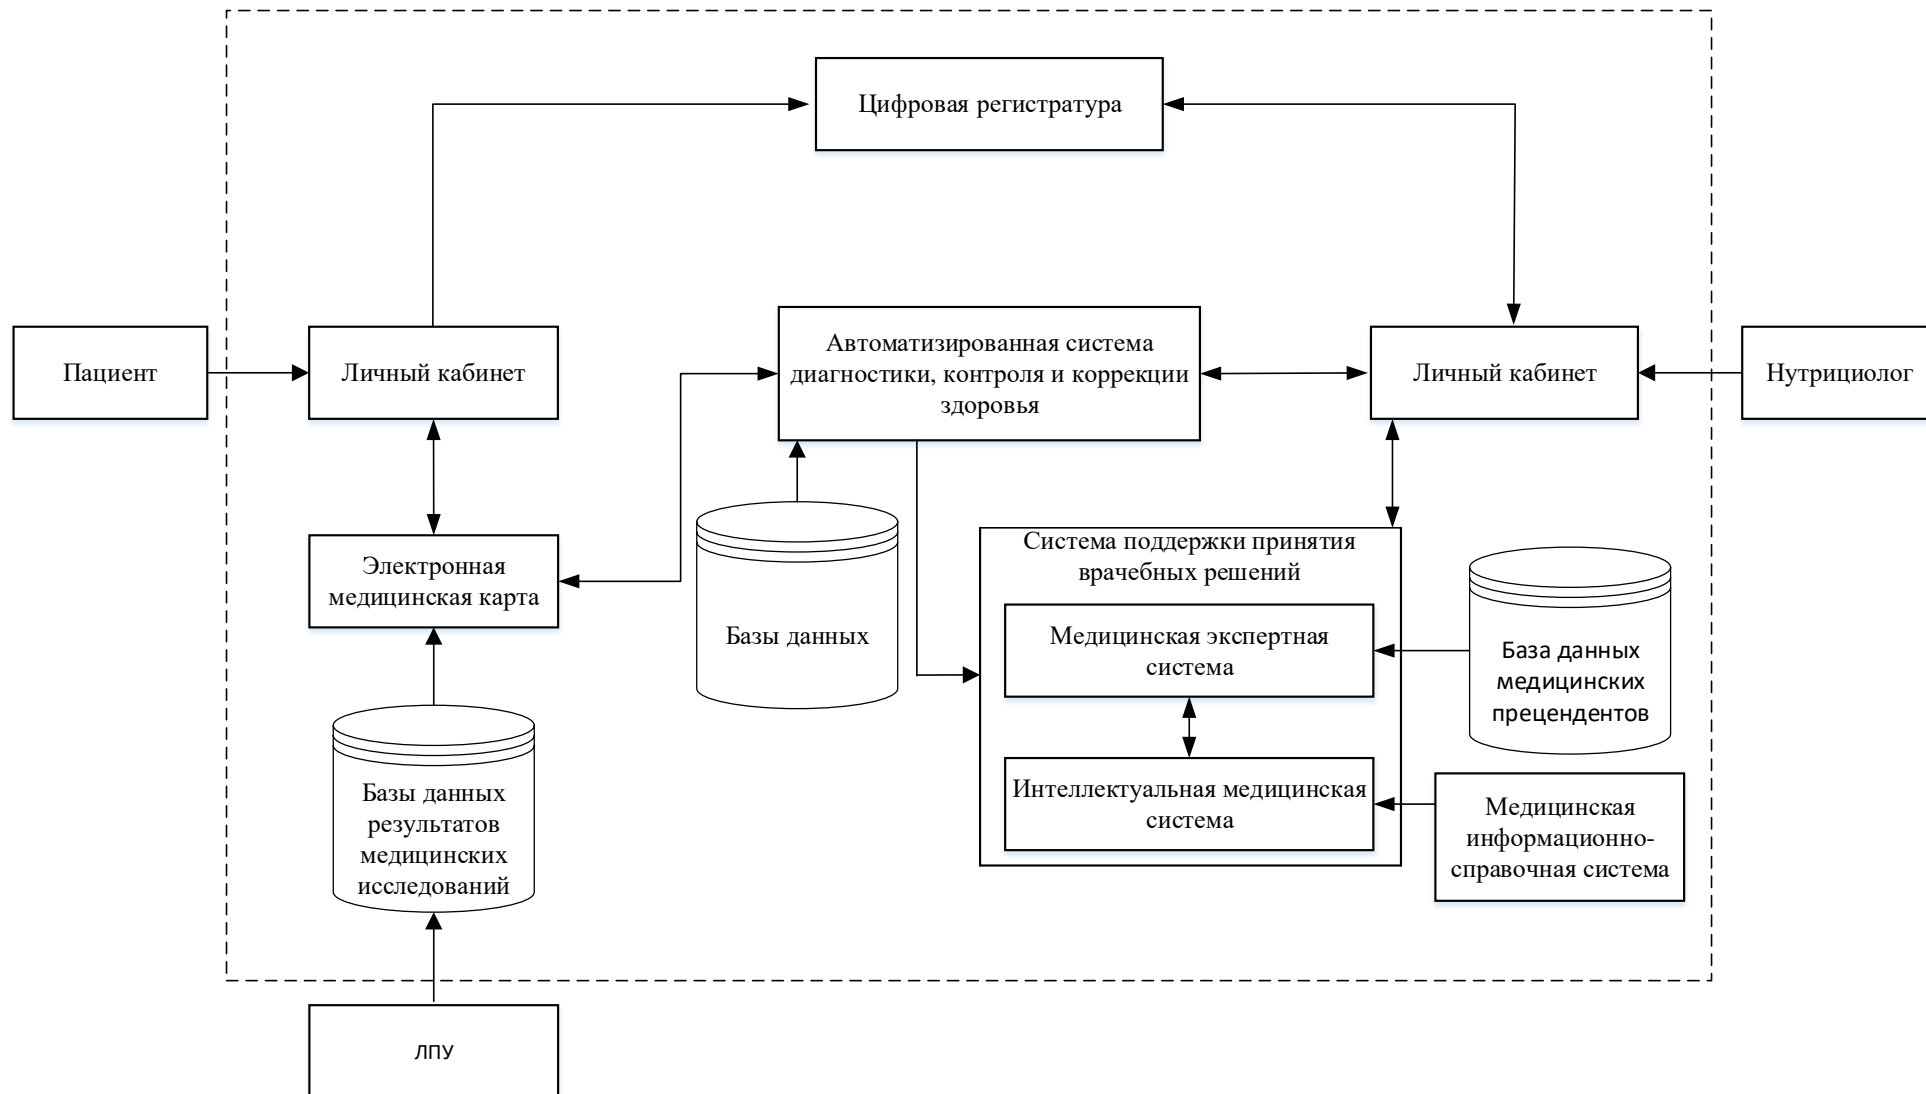 Цифровая регистратура
Пациент
Личный кабинет
Автоматизированная система
диагностики, контроля и коррекции
здоровья
Личный кабинет
Нутрициолог
Электронная
медицинская карта
Базы данных
Система поддержки принятия
врачебных решений
Медицинская экспертная
система
База данных
медицинских
прецендентов
Интеллектуальная медицинская
система
Медицинская
информационно-
справочная система
Базы данных
результатов
медицинских
исследований
ЛПУ